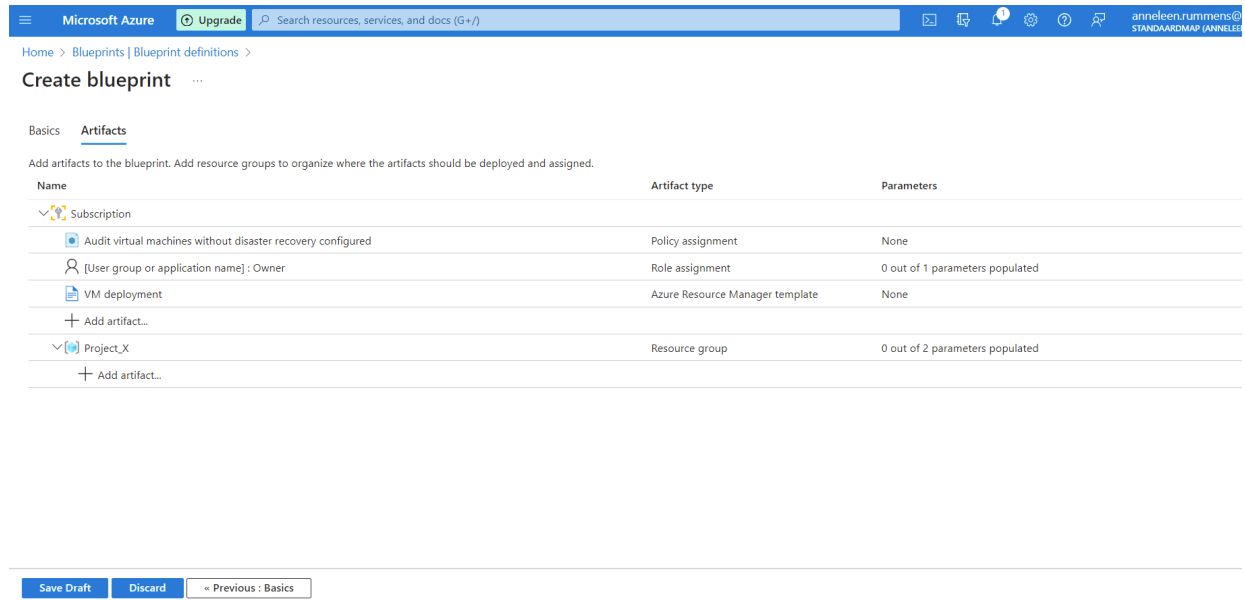 Microsoft Azure Upgrade Search resources, services, and docs (G+/) 1 anneleen.rummens@
STANDAARDMAP (ANNELEE
Home > Blueprints | Blueprint definitions >
Create blueprint ...
Basics Artifacts
Add artifacts to the blueprint. Add resource groups to organize where the artifacts should be deployed and assigned.
Name Artifact type Parameters
Subscription
Audit virtual machines without disaster recovery configured Policy assignment None
[User group or application name] : Owner Role assignment 0 out of 1 parameters populated
VM deployment Azure Resource Manager template None
Add artifact...
Project_X Resource group 0 out of 2 parameters populated
Add artifact...
Save Draft Discard « Previous : Basics